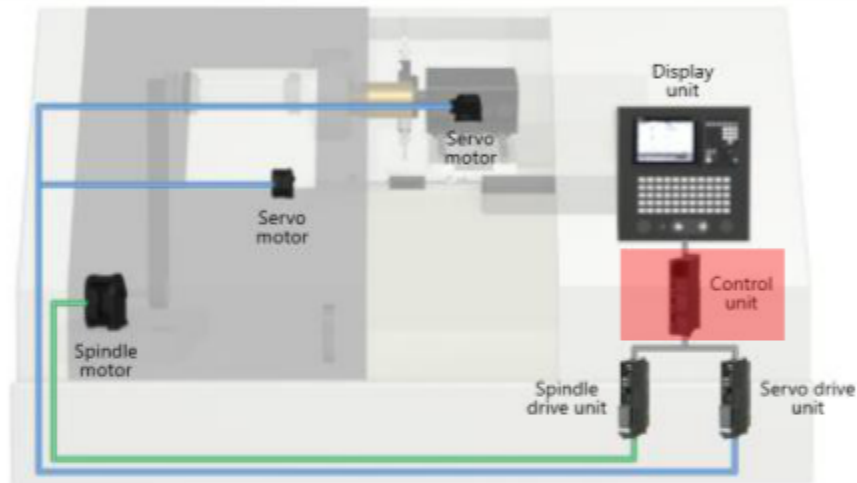 Display
unit
Servo
motor
Servo
motor
Control
unit
Spindle
motor
Spindle
drive unit
Servo drive
unit